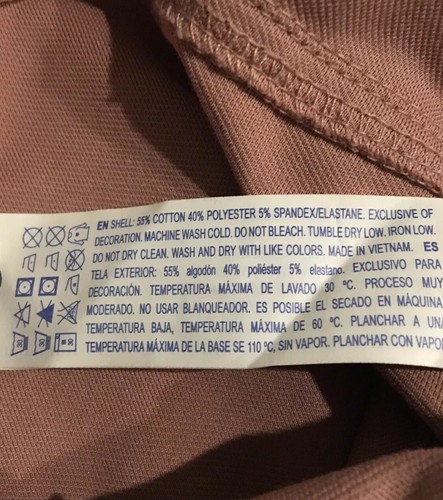 EN SHELL: 55% COTTON 40% POLYESTER 5% SPANDEX/ELASTANE. EXCLUSIVE OF
DECORATION. MACHINE WASH COLD. DO NOT BLEACH. TUMBLE DRY LOW. IRON LOW.
DO NOT DRY CLEAN. WASH AND DRY WITH LIKE COLORS. MADE IN VIETNAM. ES
TELA EXTERIOR: 55% algodón 40% poliéster 5% elastano. EXCLUSIVO PARA
DECORACIÓN. TEMPERATURA MÁXIMA DE LAVADO 30 ºC. PROCESO MUY
MODERADO. NO USAR BLANQUEADOR. ES POSIBLE EL SECADO EN MÁQUINA
TEMPERATURA BAJA, TEMPERATURA MÁXIMA DE 60 ºC. PLANCHAR A UNA
TEMPERATURA MÁXIMA DE LA BASE SE 110 ºC, SIN VAPOR. PLANCHAR CON VAPO